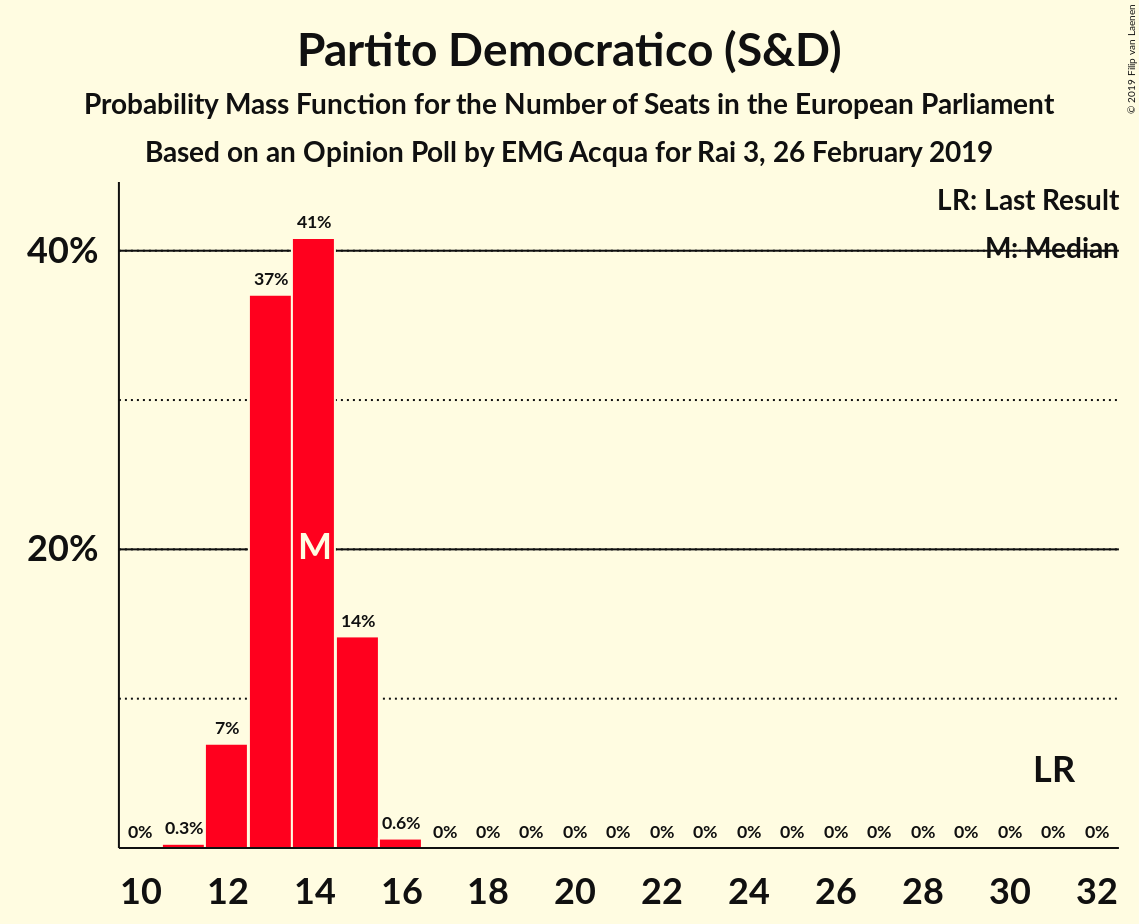 Partito Democratico (S&D)
Probability Mass Function for the Number of Seats in the European Parliament
Based on an Opinion Poll by EMG Acqua for Rai 3, 26 February 2019
© 2019 Filip van Laenen
LR: Last Result
M: Median
40%
20%
0% 0.3% 7% 37% 41% 14% 0.6% 0% 0% 0% 0% 0% 0% 0% 0% 0% 0% 0% 0% 0% 0% 0% 0%
M
LR
10 12 14 16 18 20 22 24 26 28 30 32